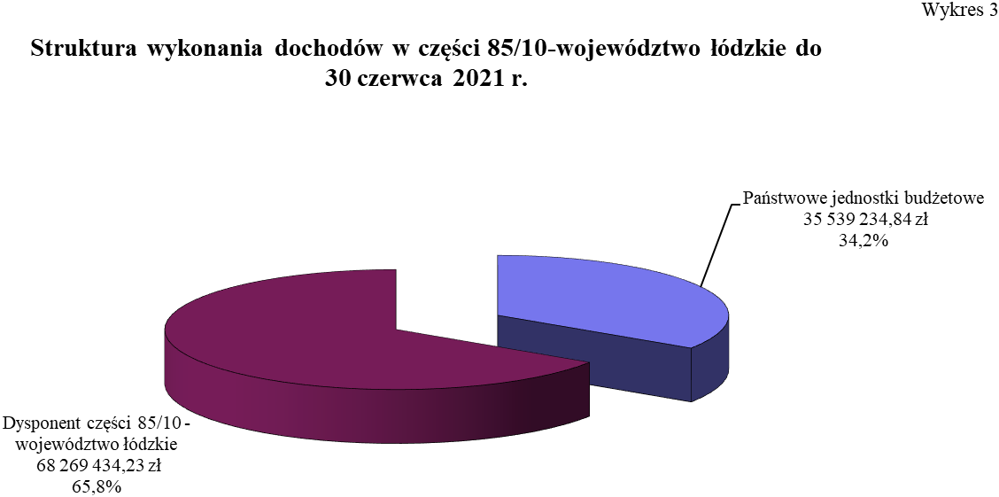 Wykres 3
Struktura wykonania dochodów w części 85/10-województwo łódzkie do
30 czerwca 2021 r.
Państwowe jednostki budżetowe
35 539 234,84 zł
34,2%
Dysponent części 85/10 -
województwo łódzkie
68 269 434,23 zł
65,8%